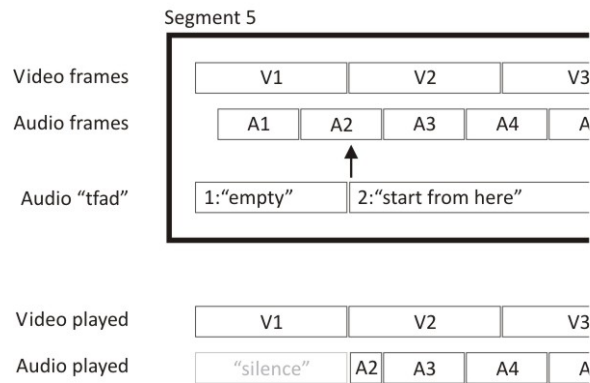 Segment 5
Video frames V1 V2 V3
Audio frames A1 A2 A3 A4 A
Audio “tfad” 1:“empty” 2:“start from here”
Video played V1 V2 V3
Audio played “silence” A2 A3 A4 A